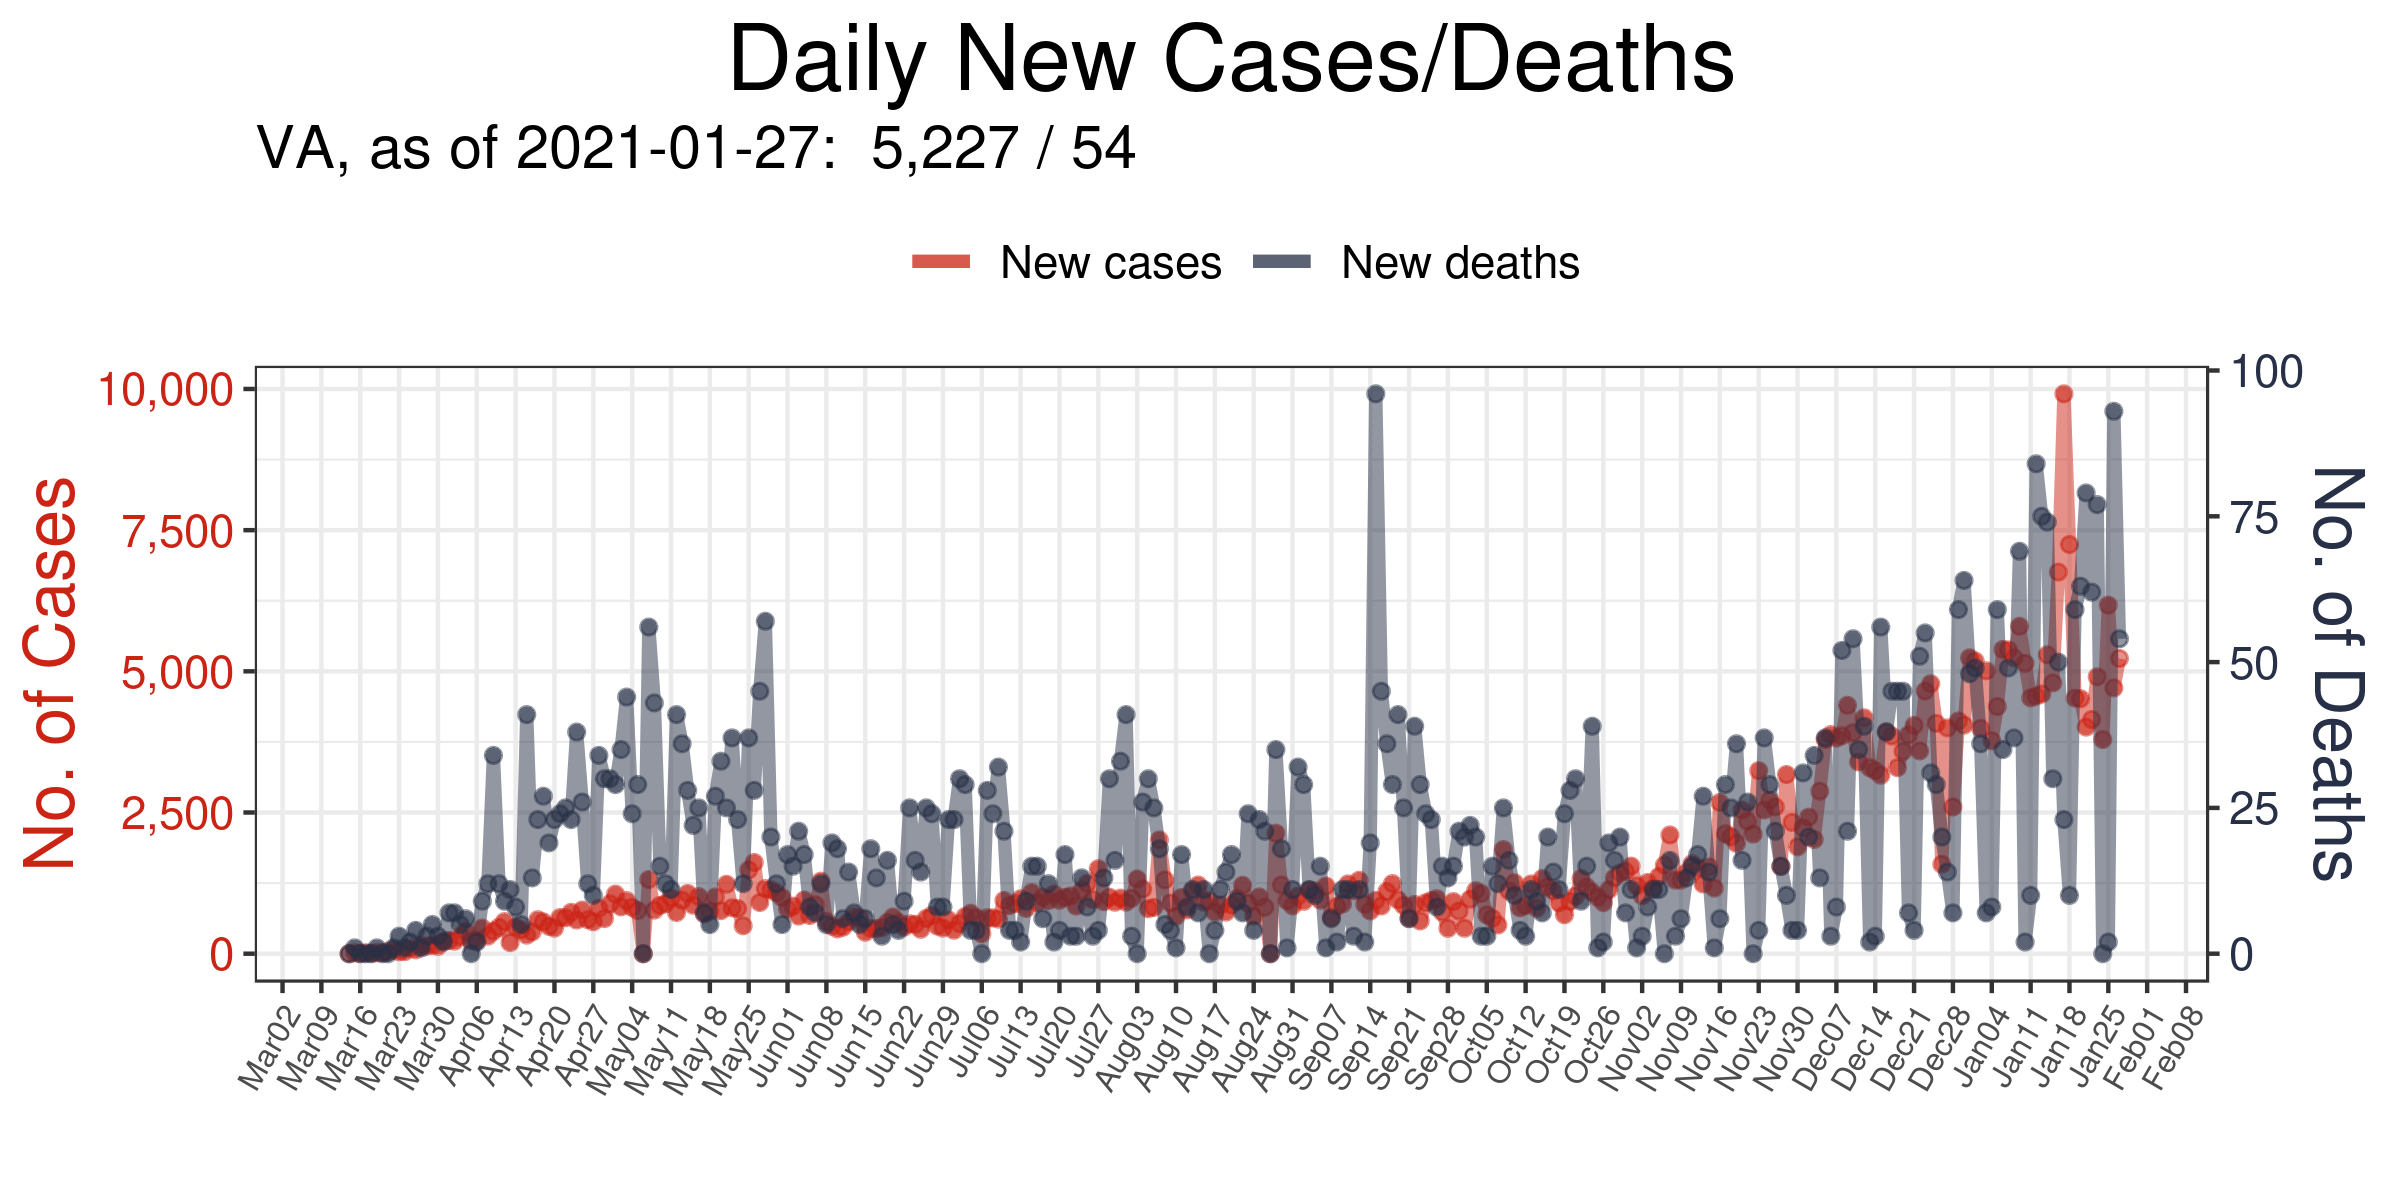 Daily New Cases/Deaths
VA, as of 2021-01-27: 5,227 / 54
New cases
New deaths
No. of Cases
10,000
7,500
5,000
2,500
0
100
75
50
25
0
No. of Deaths
Mar02
Mar09
Mar16
Mar23
Mar30
Apr06
Apr13
Apr20
Apr27
May04
May11
May18
May25
Jun01
Jun08
Jun15
Jun22
Jun29
Jul06
Jul13
Jul20
Jul27
Aug03
Aug10
Aug17
Aug24
Aug31
Sep07
Sep14
Sep21
Sep28
Oct05
Oct12
Oct19
Oct26
Nov02
Nov09
Nov16
Nov23
Nov30
Dec07
Dec14
Dec21
Dec28
Jan04
Jan11
Jan18
Jan25
Feb01
Feb08